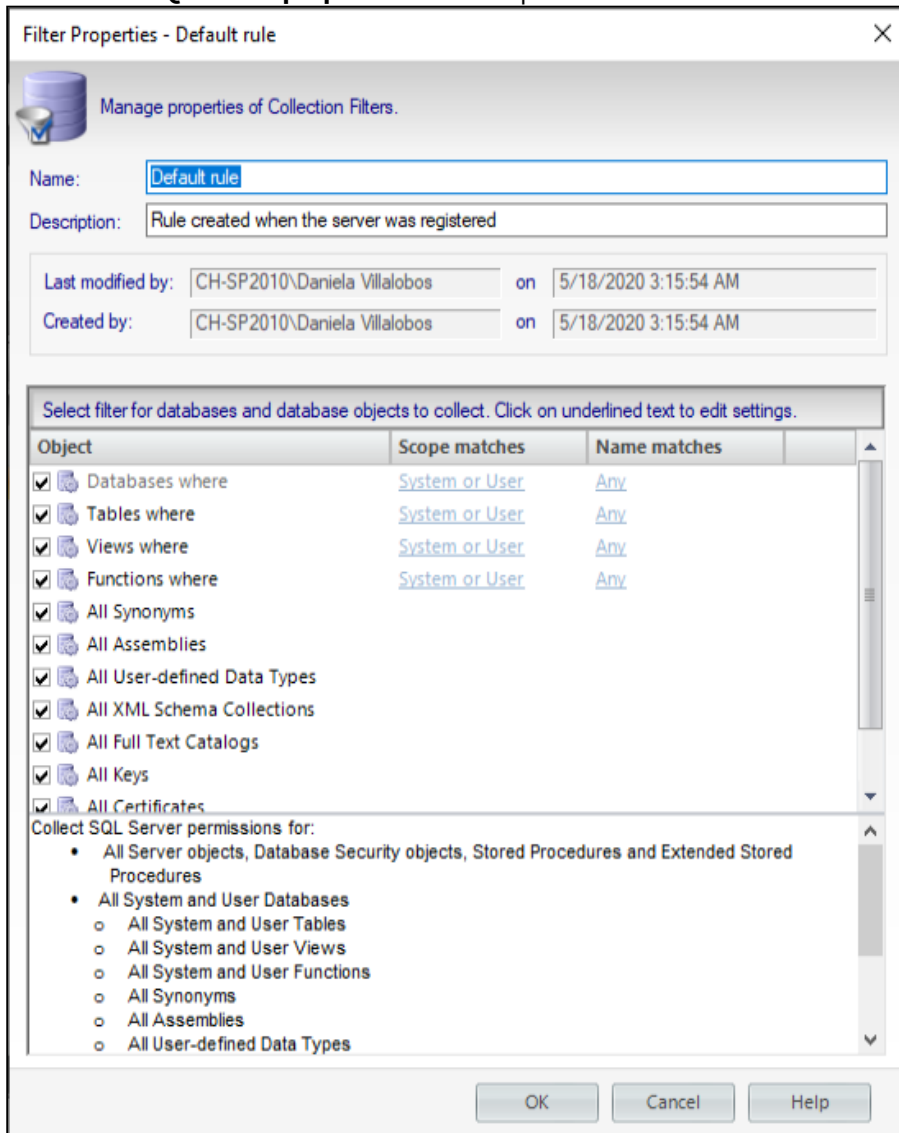 Filter Properties - Default rule
Manage properties of Collection Filters.
Name: Default rule
Description: Rule created when the server was registered
Last modified by: CH-SP2010\Daniela Villalobos on 5/18/2020 3:15:54 AM
Created by: CH-SP2010\Daniela Villalobos on 5/18/2020 3:15:54 AM
Select filter for databases and database objects to collect. Click on underlined text to edit settings.
Object Scope matches Name matches
Databases where System or User Any
Tables where System or User Any
Views where System or User Any
Functions where System or User Any
All Synonyms
All Assemblies
All User-defined Data Types
All XML Schema Collections
All Full Text Catalogs
All Keys
All Certificates
Collect SQL Server permissions for:
• All Server objects, Database Security objects, Stored Procedures and Extended Stored
Procedures
• All System and User Databases
o All System and User Tables
o All System and User Views
o All System and User Functions
o All Synonyms
o All Assemblies
o All User-defined Data Types
OK Cancel Help